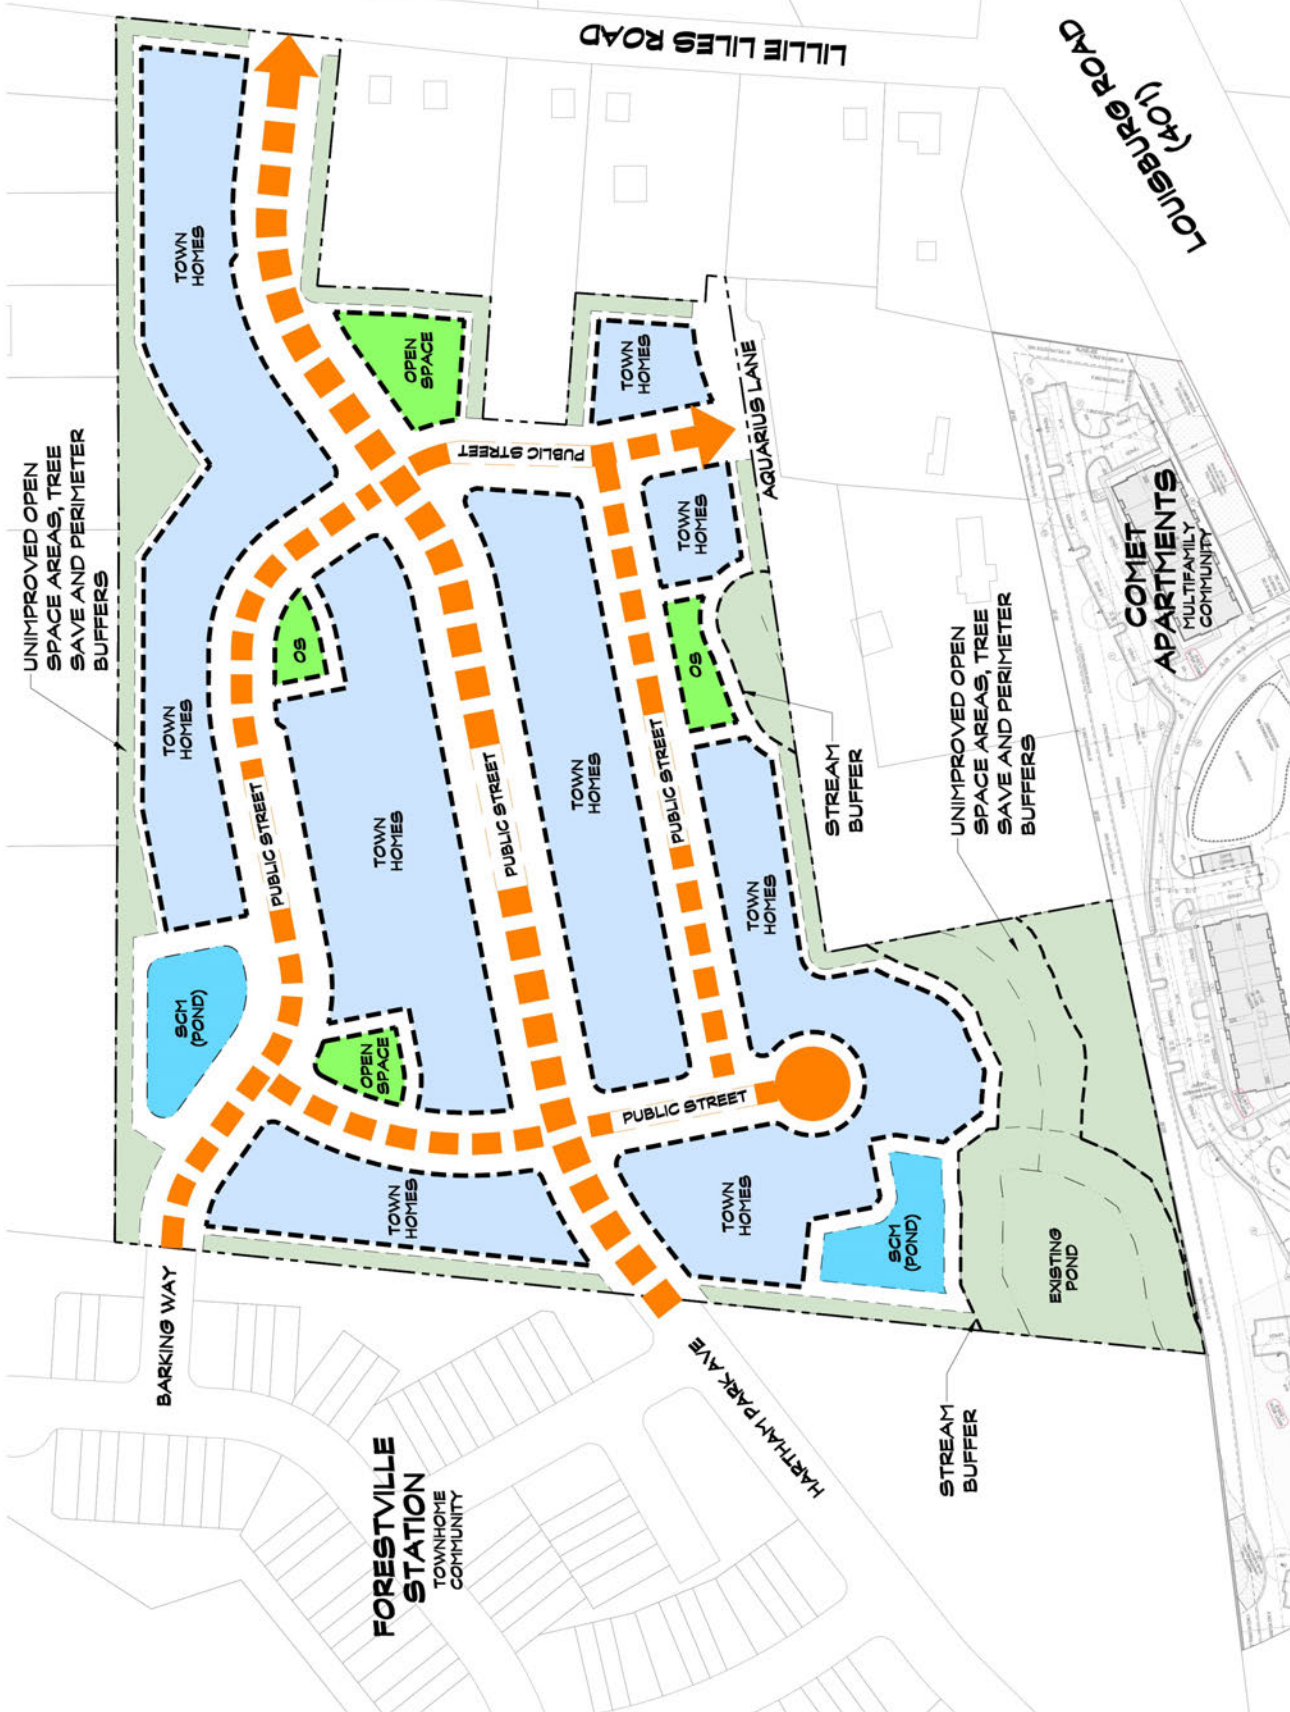 UNIMPROVED OPEN
SPACE AREAS, TREE
SAVE AND PERIMETER
BUFFERS
TOWN
HOMES
LILLIE LILES ROAD
LOUISBURG ROAD
(401)
OPEN
SPACE
TOWN
HOMES
PUBLIC STREET
AQUARIUS LANE
TOWN
HOMES
TOWN
HOMES
OS
OS
TOWN
HOMES
TOWN
HOMES
PUBLIC STREET
PUBLIC STREET
PUBLIC STREET
TOWN
HOMES
STREAM
BUFFER
UNIMPROVED OPEN
SPACE AREAS, TREE
SAVE AND PERIMETER
BUFFERS
COMET
APARTMENTS
MULTIFAMILY
COMMUNITY
SCM
(POND)
OPEN
SPACE
PUBLIC STREET
TOWN
HOMES
TOWN
HOMES
SCM
(POND)
EXISTING
POND
BARKING WAY
HARTHAM PARK AVE
STREAM
BUFFER
FORESTVILLE
STATION
TOWNHOME
COMMUNITY